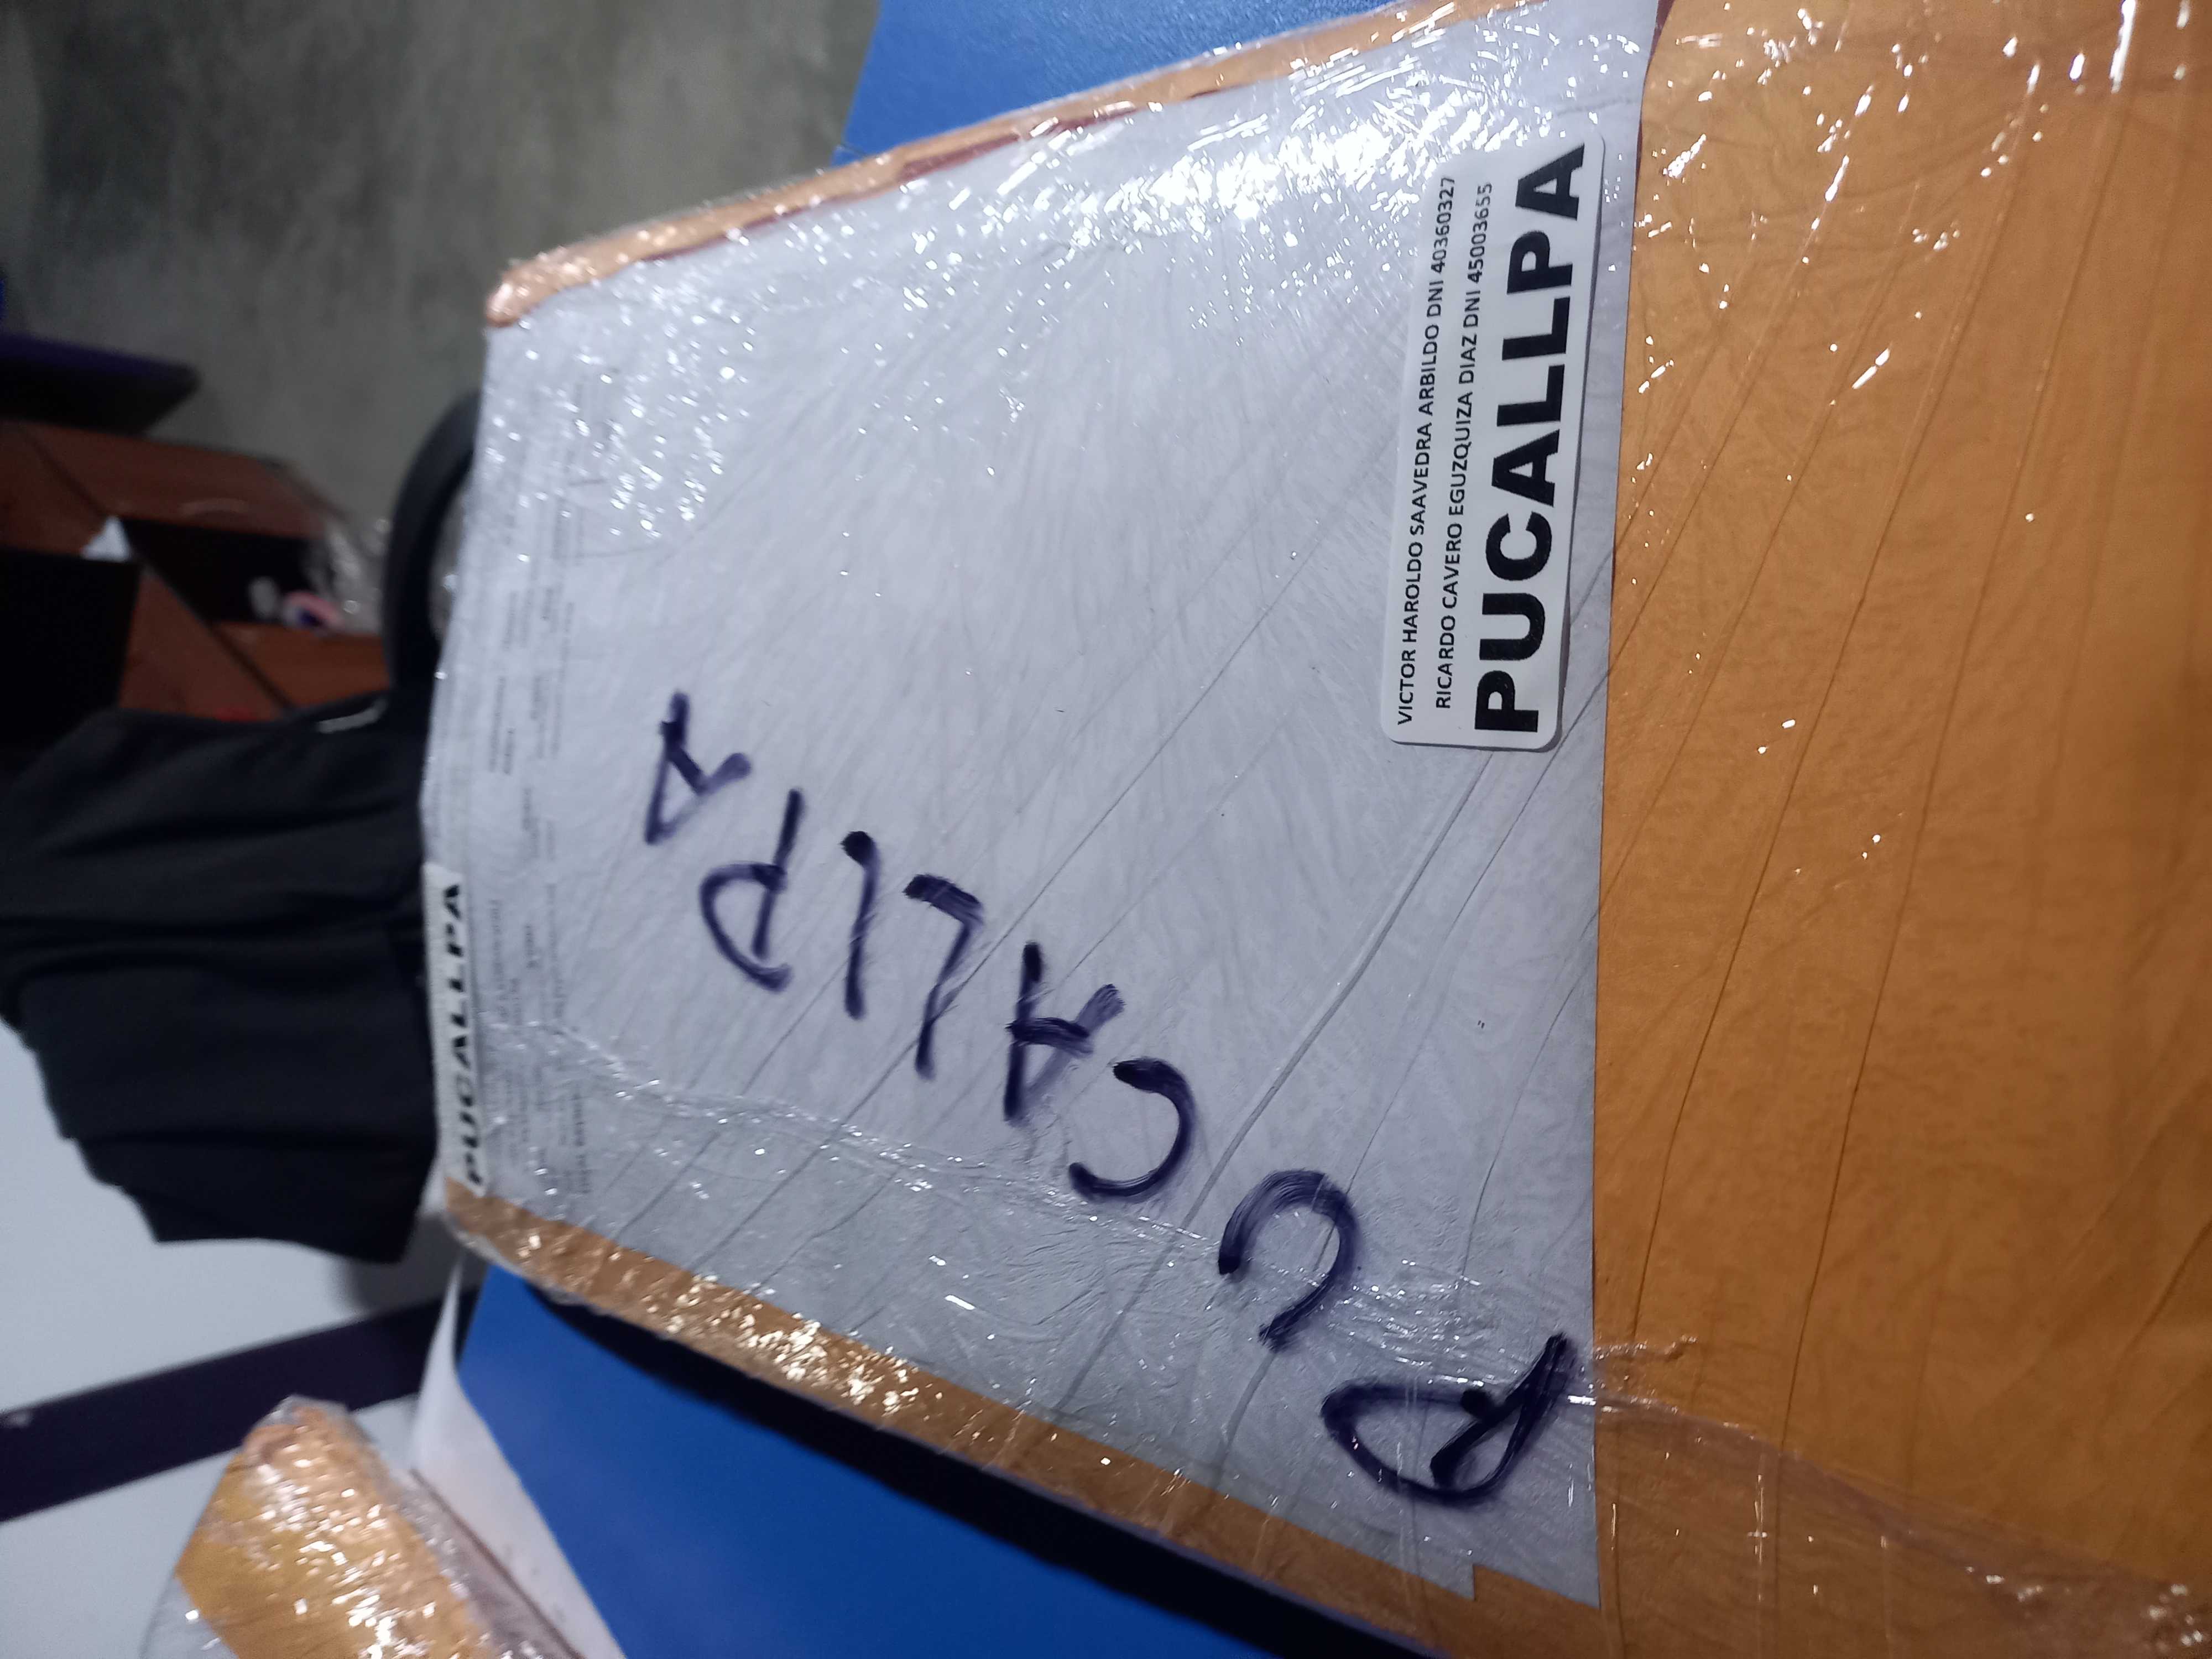 VICTOR HAROLDO SAAVEDRA ARBILDO DNI 40360327
RICARDO CAVERO EGUZQUIZA DIAZ DNI 45003655
PUCALLPA
PUCALLPA
PUCALLPA